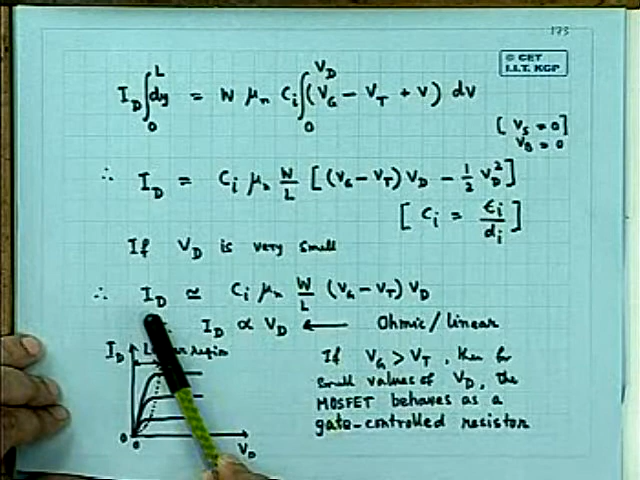 173
© CET
I.I.T. KGP
I_D ∫_0^L dy = W μ_n C_i ∫_0^{V_D} (V_G - V_T + V) dV
[V_S = 0]
V_B = 0
∴ I_D = C_i μ_n W/L [(V_G - V_T) V_D - 1/2 V_D^2]
[C_i = ε_i/d_i]
If V_D is very small
∴ I_D ≃ C_i μ_n W/L (V_G - V_T) V_D
I_D ∝ V_D ← Ohmic/linear
I_D
region
0
0
V_D
If V_G > V_T, then for
small values of V_D, the
MOSFET behaves as a
gate-controlled resistor